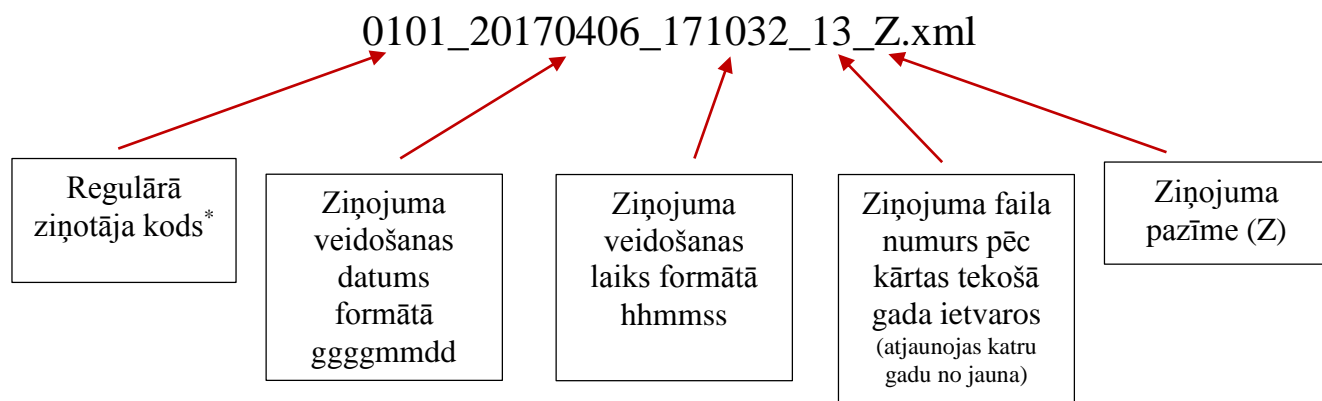 0101_20170406_171032_13_Z.xml
Regulārā
ziņotāja kods*
Ziņojuma
veidošanas
datums
formātā
ggggmmdd
Ziņojuma
veidošanas
laiks formātā
hhmmss
Ziņojuma faila
numurs pēc
kārtas tekošā
gada ietvaros
(atjaunojas katru
gadu no jauna)
Ziņojuma
pazīme (Z)